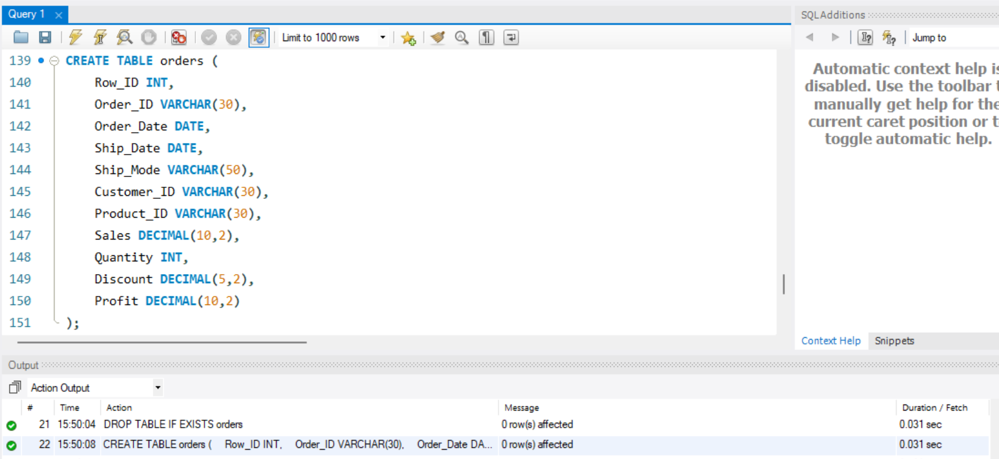 Query 1
SQLAdditions
Limit to 1000 rows
Jump to
139 CREATE TABLE orders (
140 Row_ID INT,
141 Order_ID VARCHAR(30),
142 Order_Date DATE,
143 Ship_Date DATE,
144 Ship_Mode VARCHAR(50),
145 Customer_ID VARCHAR(30),
146 Product_ID VARCHAR(30),
147 Sales DECIMAL(10,2),
148 Quantity INT,
149 Discount DECIMAL(5,2),
150 Profit DECIMAL(10,2)
151 );
Automatic context help is
disabled. Use the toolbar t
manually get help for the
current caret position or t
toggle automatic help.
Context Help Snippets
Output
Action Output
# Time Action Message Duration / Fetch
21 15:50:04 DROP TABLE IF EXISTS orders 0 row(s) affected 0.031 sec
22 15:50:08 CREATE TABLE orders ( Row_ID INT, Order_ID VARCHAR(30), Order_Date DA... 0 row(s) affected 0.031 sec